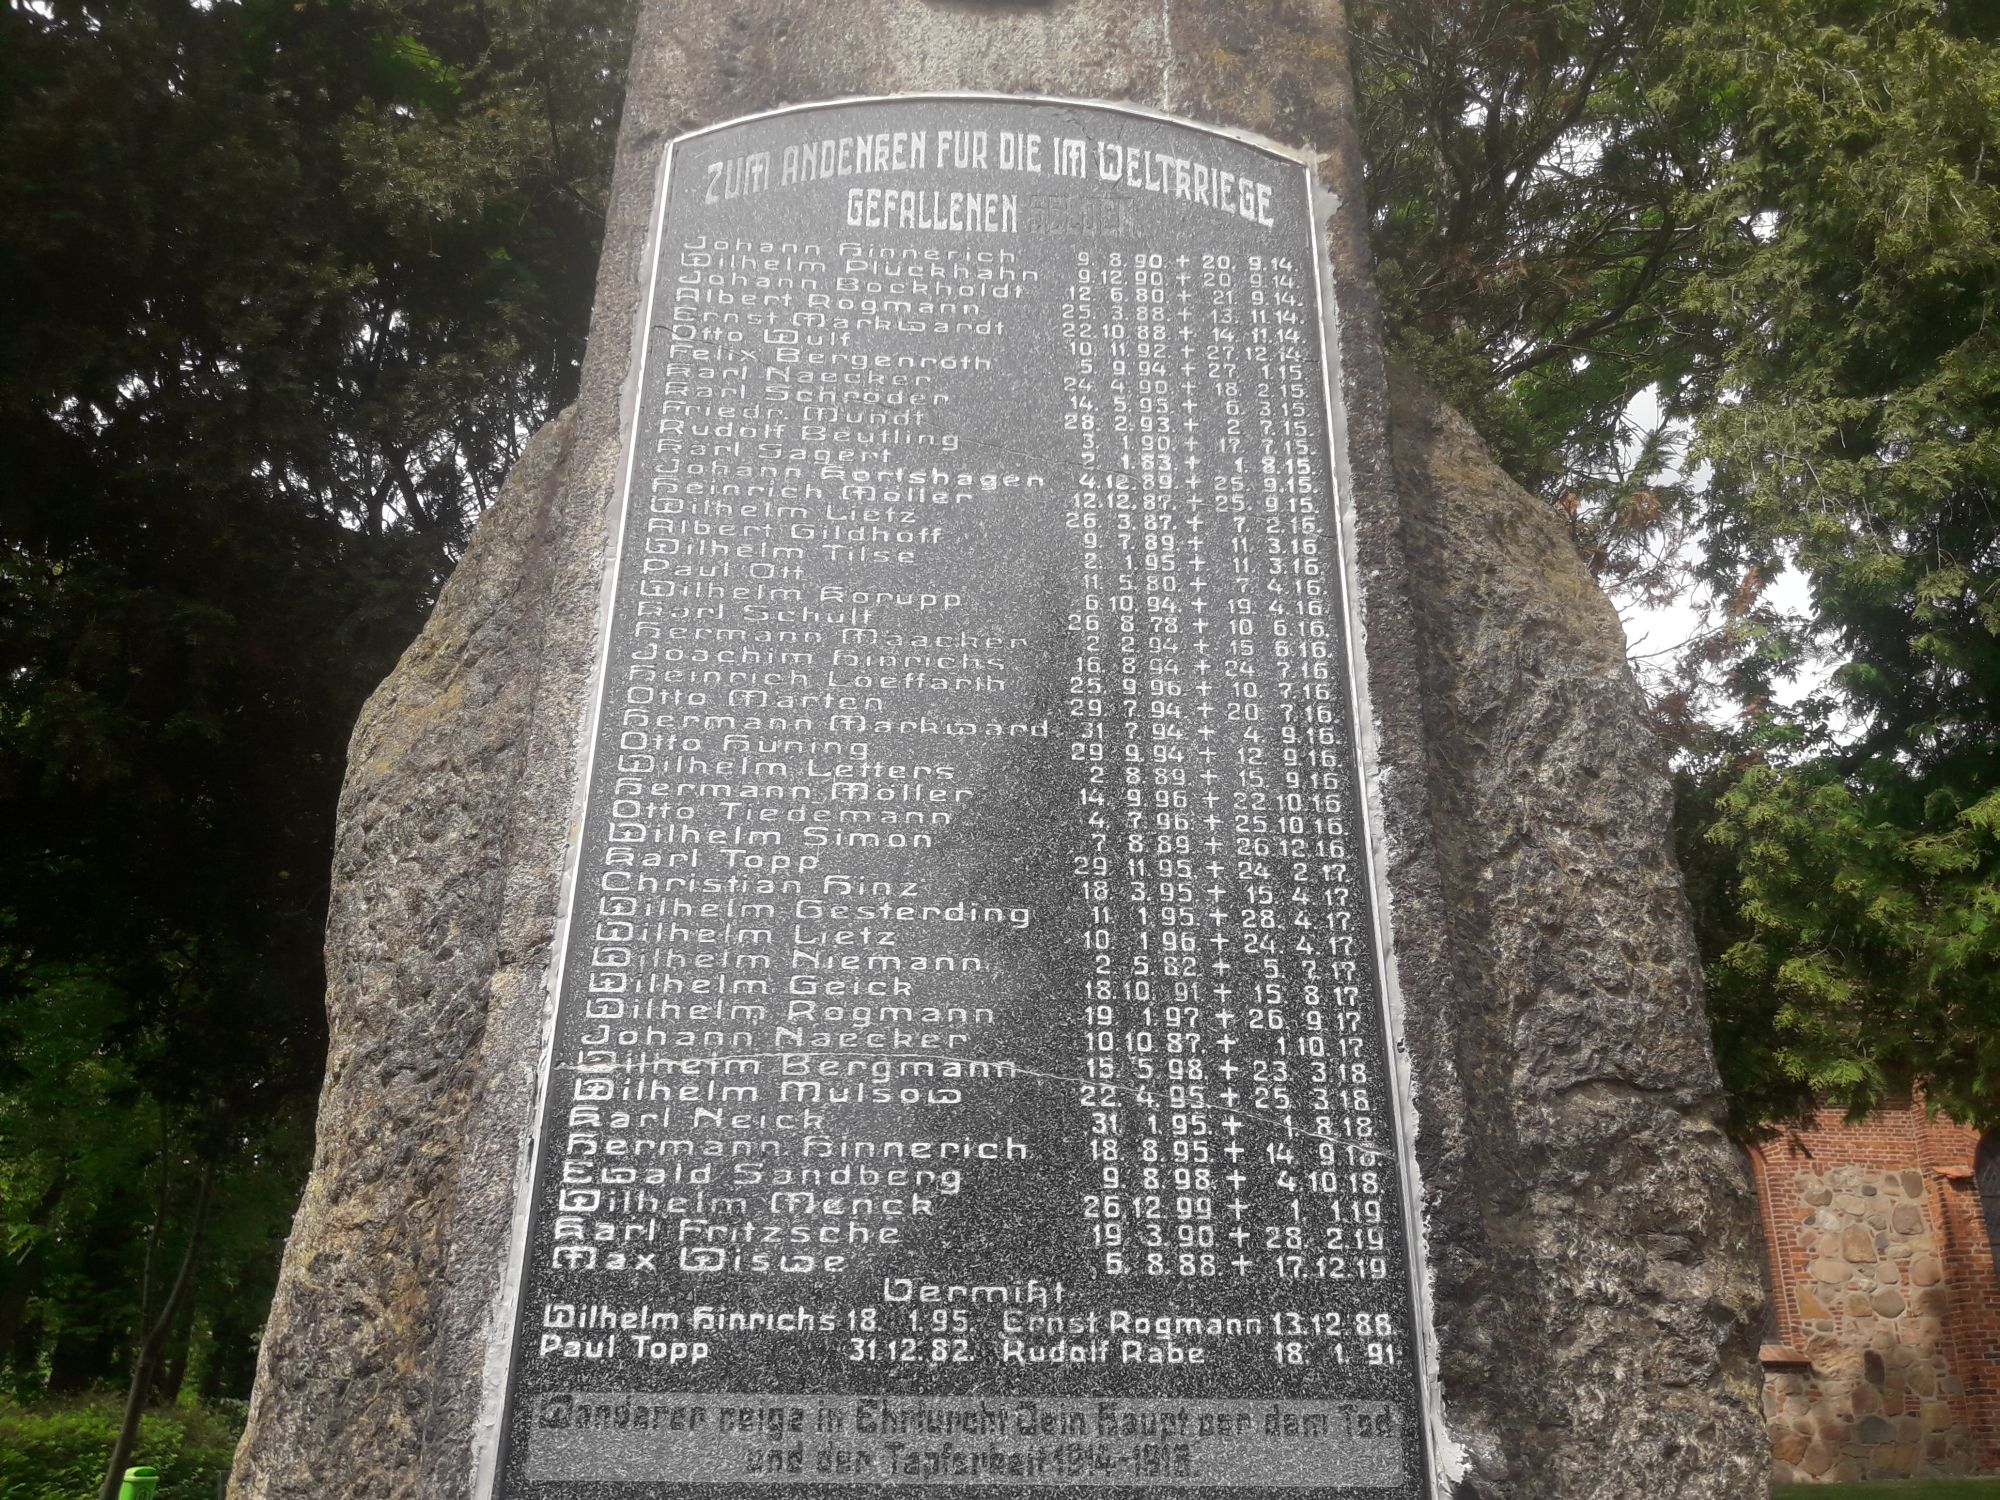 ZUM ANDENKEN FÜR DIE IM WELTKRIEGE
GEFALLENEN HELDEN
Johann Hinnerich 9. 8. 90. + 20. 9. 14.
Wilhelm Plückhahn 9. 12. 90 + 20. 9. 14.
Johann Bockholdt 12. 6. 80 + 21. 9. 14.
Albert Rogmann 25. 3. 88. + 13. 11. 14.
Ernst Markwardt 22. 10. 88 + 14. 11. 14.
Otto Wulf 10. 11. 92. + 27. 12. 14.
Felix Bergenroth 5. 9. 94 + 27. 1. 15.
Karl Naecker 24. 4. 90 + 18. 2. 15.
Karl Schröder 14. 5. 95 + 6. 3. 15.
Friedr. Mundt 28. 2. 93. + 2. 7. 15.
Rudolf Beutling 3. 1. 90 + 17. 7. 15.
Karl Sagert 2. 1. 83. + 1. 8. 15.
Johann Kortshagen 4. 12. 89. + 25. 9. 15.
Heinrich Möller 12. 12. 87. + 25. 9. 15.
Wilhelm Lietz 26. 3. 87. + 7. 2. 16.
Albert Gildhoff 9. 7. 89. + 11. 3. 16.
Wilhelm Tilse 2. 1. 95. + 11. 3. 16.
Paul Ott 11. 5. 80. + 7. 4. 16.
Wilhelm Korupp 6. 10. 94. + 19. 4. 16.
Karl Schult 26. 8. 78 + 10. 6. 16.
Hermann Maacker 2. 2. 94. + 15. 6. 16.
Joachim Hinrichs 16. 8. 94 + 24. 7. 16.
Heinrich Loeffarth 25. 9. 96 + 10. 7. 16.
Otto Marten 29. 7. 94. + 20. 7. 16.
Hermann Markward 31. 7. 94. + 4. 9. 16.
Otto Hüning 29. 9. 94 + 12. 9. 16.
Wilhelm Letters 2. 8. 89. + 15. 9. 16.
Hermann Möller 14. 9. 96 + 22. 10. 16.
Otto Tiedemann 4. 7. 96. + 25. 10. 16.
Wilhelm Simon 7. 8. 89 + 26. 12. 16.
Karl Topp 29. 11. 95. + 24. 2. 17.
Christian Hinz 18. 3. 95 + 15. 4. 17.
Wilhelm Gesterding 11. 1. 95. + 28. 4. 17.
Wilhelm Lietz 10. 1. 96. + 24. 4. 17.
Wilhelm Niemann 2. 5. 82. + 5. 7. 17.
Wilhelm Geick 18. 10. 91 + 15. 8. 17.
Wilhelm Rogmann 19. 1. 97 + 26. 9. 17.
Johann Naecker 10. 10. 87. + 1. 10. 17.
Wilhelm Bergmann 15. 5. 98. + 23. 3. 18.
Wilhelm Mulsow 22. 4. 95. + 25. 3. 18.
Karl Neick 31. 1. 95. + 1. 8. 18.
Hermann Hinnerich 18. 8. 95 + 14. 9. 18.
Ewald Sandberg 9. 8. 98. + 4. 10. 18.
Wilhelm Menck 26. 12. 99 + 1. 1. 19
Karl Fritzsche 19. 3. 90 + 28. 2. 19
Max Wiswe 5. 8. 88. + 17. 12. 19
Vermißt
Wilhelm Hinrichs 18. 1. 95. Ernst Rogmann 13. 12. 88.
Paul Topp 31. 12. 82. Rudolf Rabe 18. 1. 91.
Wanderer neige in Ehrfurcht Dein Haupt vor dem Tod
und der Tapferkeit 1914-1918.